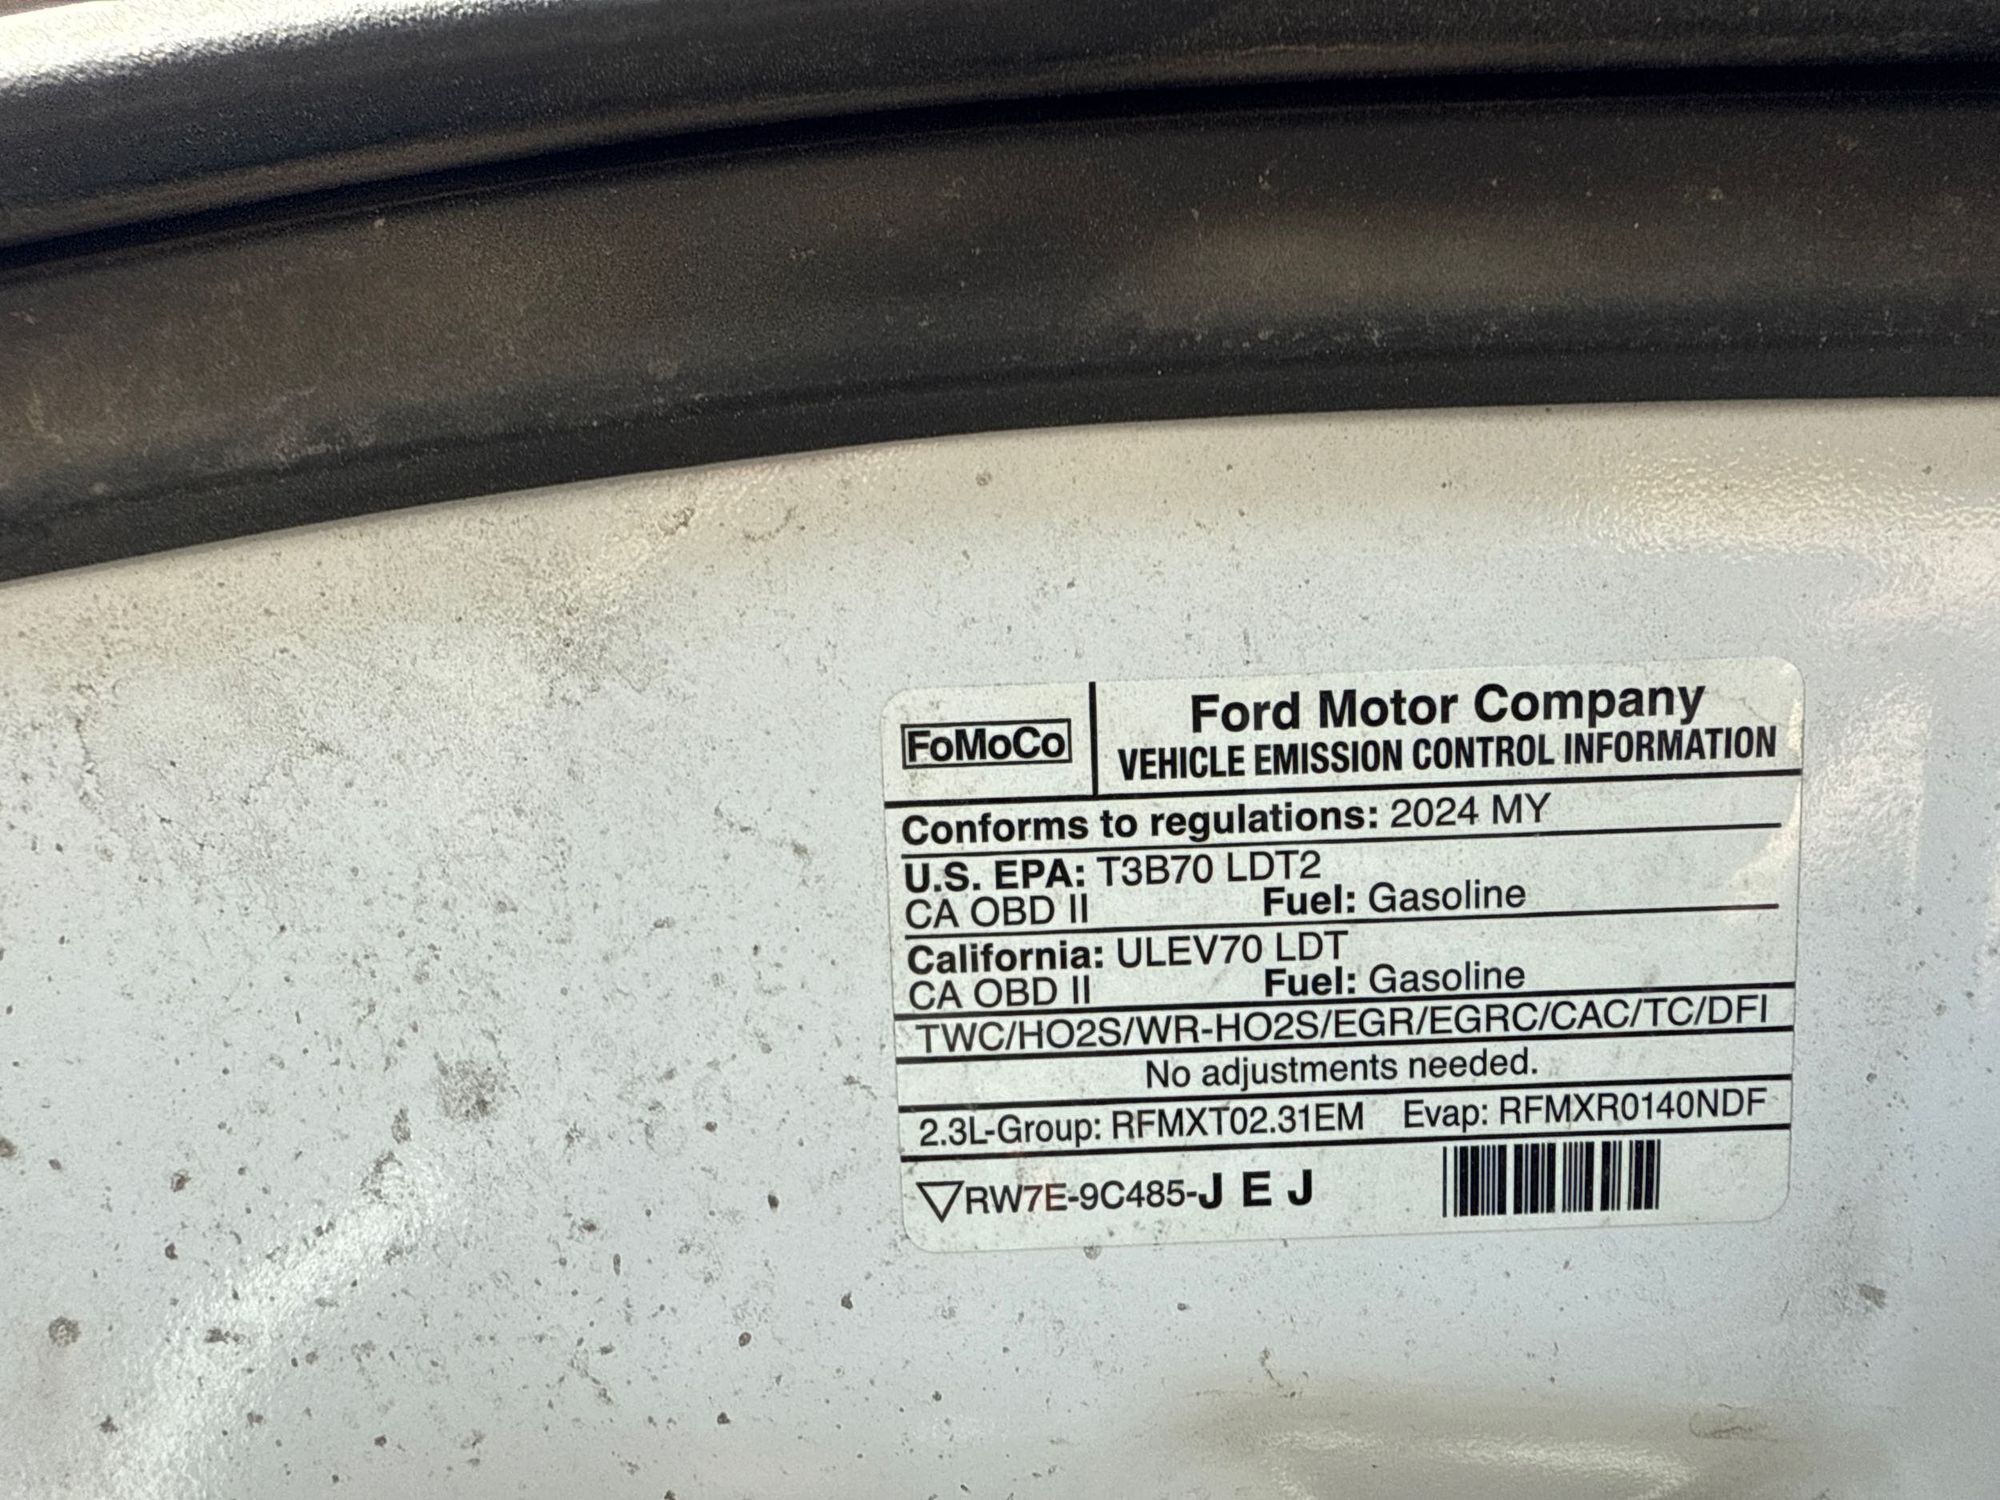 FoMoCo
Ford Motor Company
VEHICLE EMISSION CONTROL INFORMATION
Conforms to regulations: 2024 MY
U.S. EPA: T3B70 LDT2
CA OBD II Fuel: Gasoline
California: ULEV70 LDT
CA OBD II Fuel: Gasoline
TWC/HO2S/WR-HO2S/EGR/EGRC/CAC/TC/DFI
No adjustments needed.
2.3L-Group: RFMXT02.31EM Evap: RFMXR0140NDF
RW7E-9C485-J E J